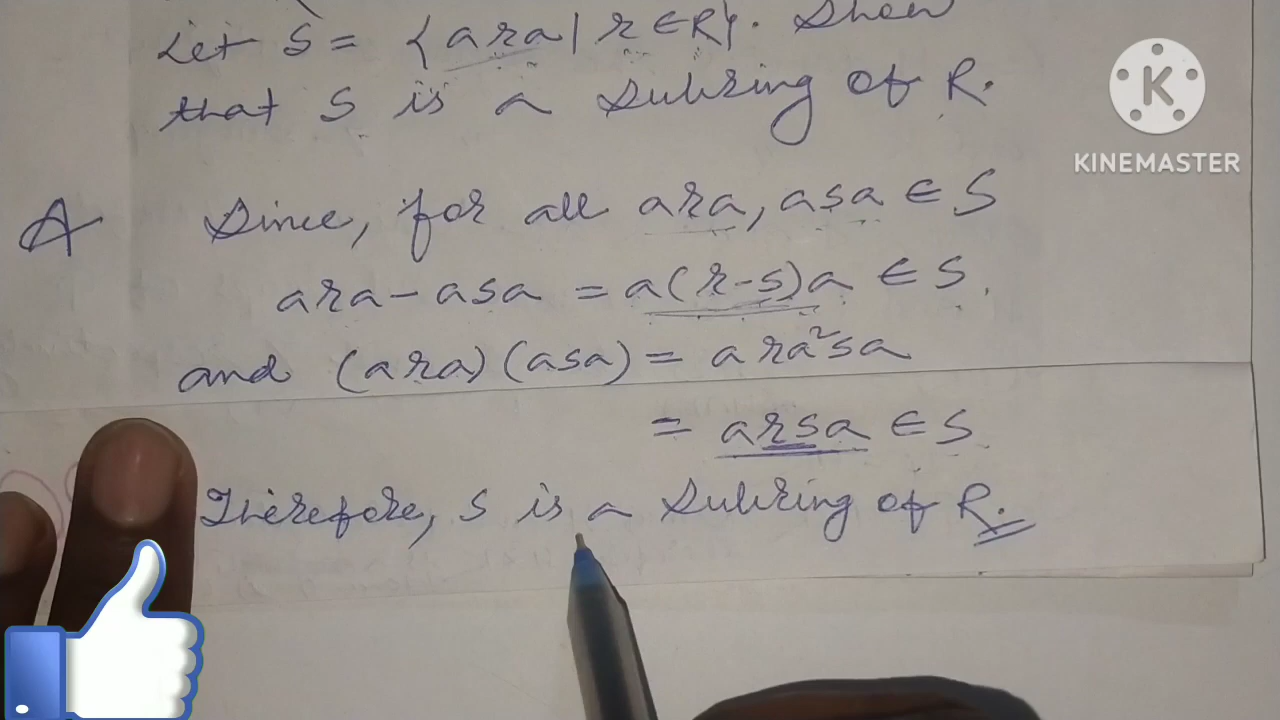 Let S = {ara | r ∈ R}. Show
that S is a subring of R.
KINEMASTER
A Since, for all ara, asa ∈ S
ara - asa = a(r-s)a ∈ S.
and (ara)(asa) = ara²sa
= arsa ∈ S
Therefore, S is a subring of R.